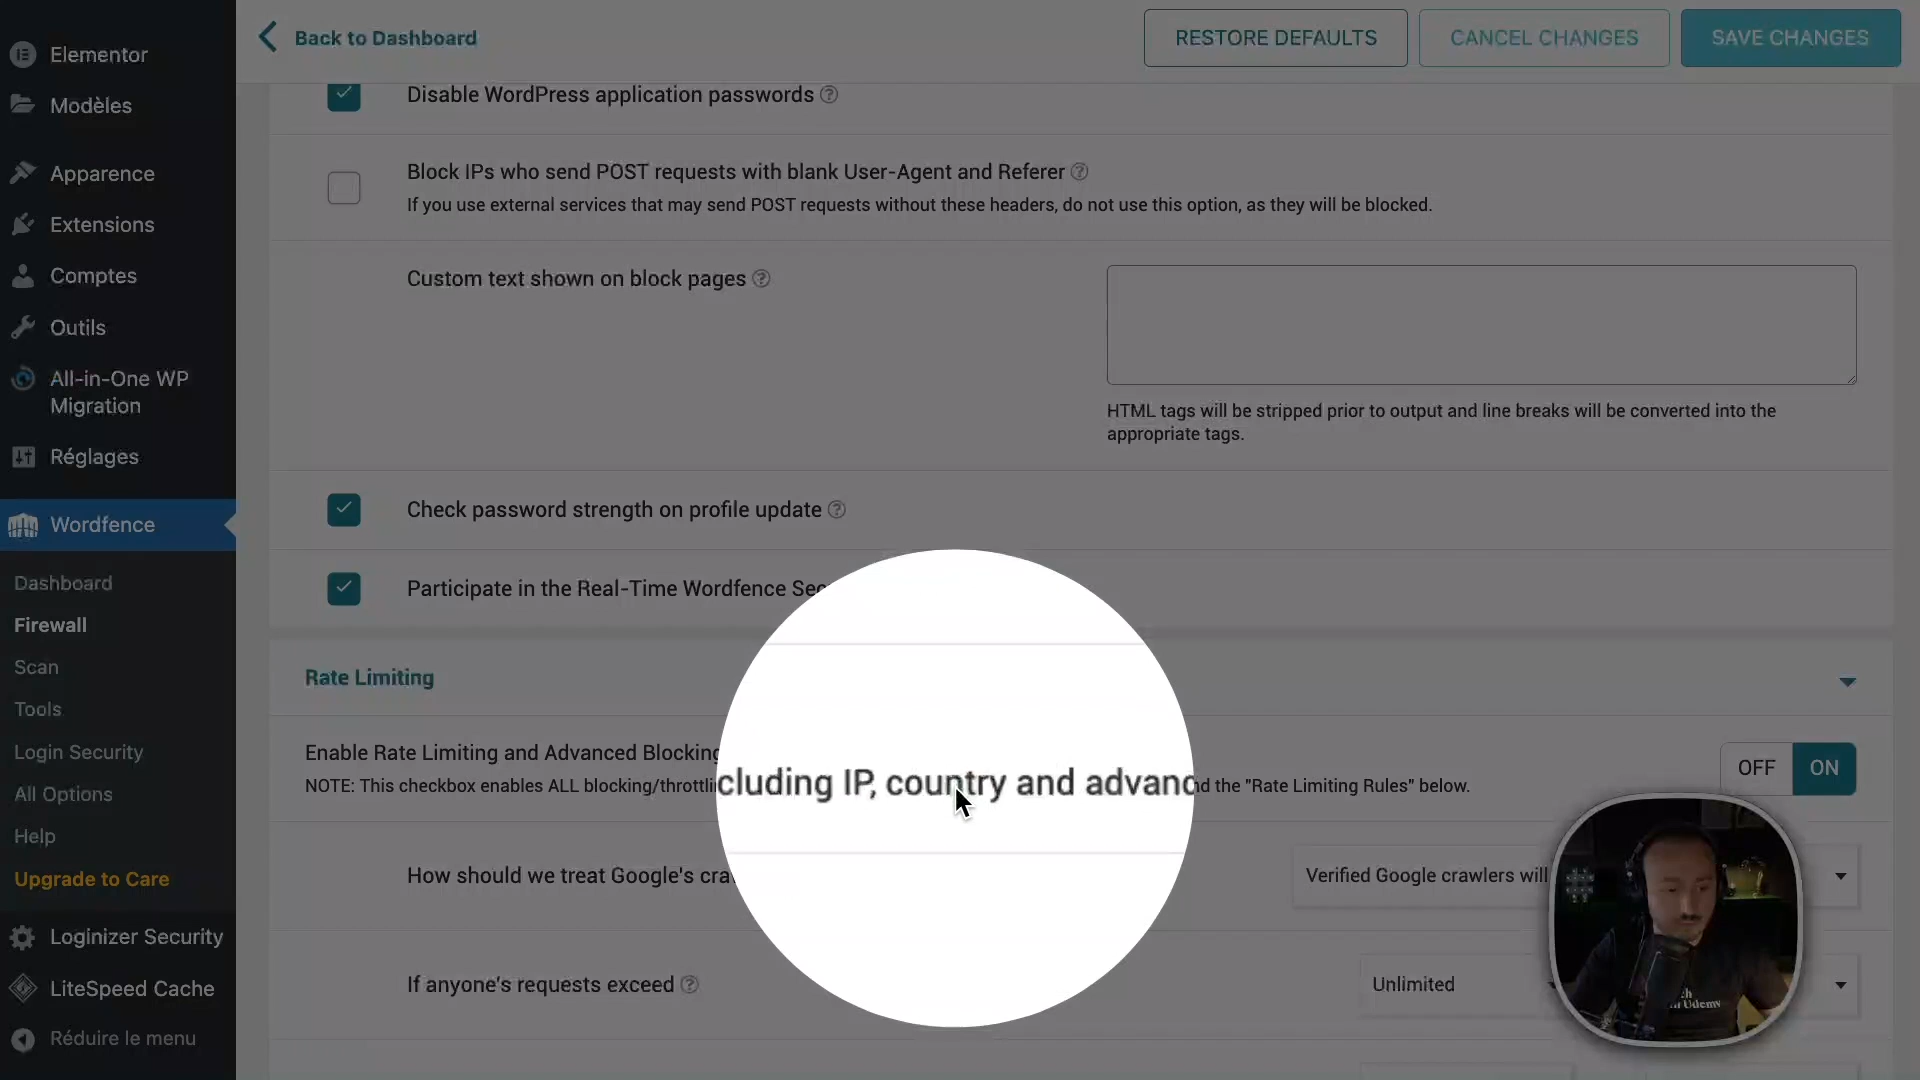 Elementor
Modèles
Apparence
Extensions
Comptes
Outils
All-in-One WP
Migration
Réglages
Wordfence
Dashboard
Firewall
Scan
Tools
Login Security
All Options
Help
Upgrade to Care
Loginizer Security
LiteSpeed Cache
Réduire le menu
Back to Dashboard
RESTORE DEFAULTS
CANCEL CHANGES
SAVE CHANGES
Disable WordPress application passwords
Block IPs who send POST requests with blank User-Agent and Referer
If you use external services that may send POST requests without these headers, do not use this option, as they will be blocked.
Custom text shown on block pages
HTML tags will be stripped prior to output and line breaks will be converted into the
appropriate tags.
Check password strength on profile update
Participate in the Real-Time Wordfence
Rate Limiting
Enable Rate Limiting and Advanced Blocking
NOTE: This checkbox enables ALL cluding IP, country and the "Rate Limiting Rules" below.
OFF
ON
How should we treat Google's
Verified Google crawlers will
If anyone's requests exceed
Unlimited
Udemy